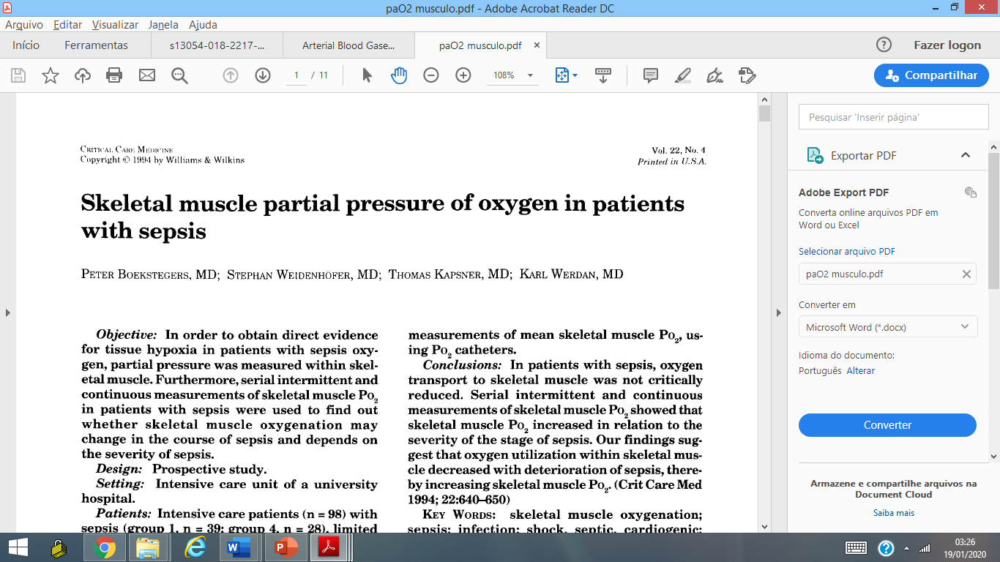 paO2 musculo.pdf - Adobe Acrobat Reader DC
Arquivo Editar Visualizar Janela Ajuda
Início Ferramentas s13054-018-2217-... Arterial Blood Gase... paO2 musculo.pdf × Fazer logon
1 / 11 108% Compartilhar
CRITICAL CARE MEDICINE
Copyright © 1994 by Williams & Wilkins
Vol. 22, No. 4
Printed in U.S.A.
Skeletal muscle partial pressure of oxygen in patients
with sepsis
PETER BOEKSTEGERS, MD; STEPHAN WEIDENHÖFER, MD; THOMAS KAPSNER, MD; KARL WERDAN, MD
Objective: In order to obtain direct evidence
for tissue hypoxia in patients with sepsis oxy-
gen, partial pressure was measured within skel-
etal muscle. Furthermore, serial intermittent and
continuous measurements of skeletal muscle PO2
in patients with sepsis were used to find out
whether skeletal muscle oxygenation may
change in the course of sepsis and depends on
the severity of sepsis.
Design: Prospective study.
Setting: Intensive care unit of a university
hospital.
Patients: Intensive care patients (n = 98) with
sepsis (group 1, n = 39; group 4, n = 28), limited
measurements of mean skeletal muscle PO2, us-
ing PO2 catheters.
Conclusions: In patients with sepsis, oxygen
transport to skeletal muscle was not critically
reduced. Serial intermittent and continuous
measurements of skeletal muscle PO2 showed that
skeletal muscle PO2 increased in relation to the
severity of the stage of sepsis. Our findings sug-
gest that oxygen utilization within skeletal mus-
cle decreased with deterioration of sepsis, there-
by increasing skeletal muscle PO2. (Crit Care Med
1994; 22:640–650)
KEY WORDS: skeletal muscle oxygenation;
sepsis; infection; shock, septic, cardiogenic;
Pesquisar 'Inserir página'
Exportar PDF
Adobe Export PDF
Converta online arquivos PDF em
Word ou Excel
Selecionar arquivo PDF
paO2 musculo.pdf
Converter em
Microsoft Word (*.docx)
Idioma do documento:
Português Alterar
Converter
Armazene e compartilhe arquivos na
Document Cloud
Saiba mais
03:26
19/01/2020